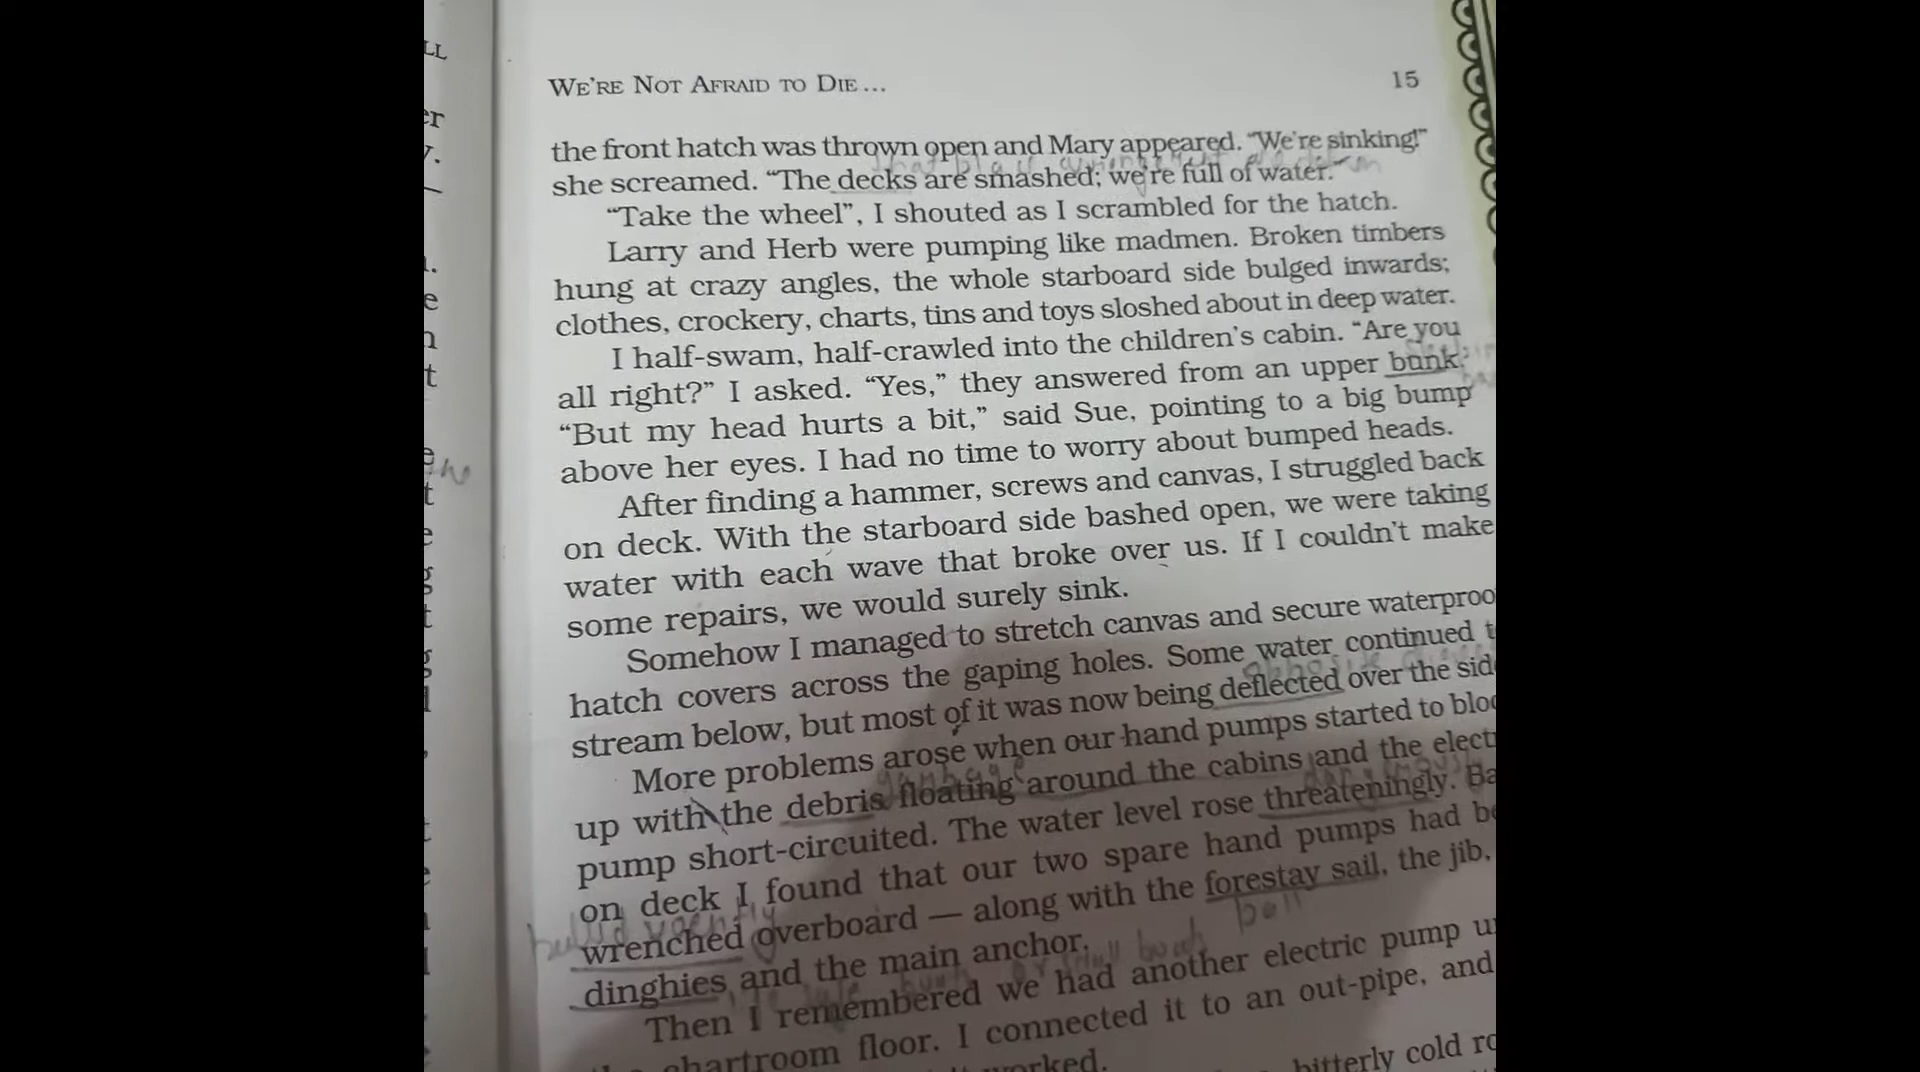 WE'RE NOT AFRAID TO DIE... 15
the front hatch was thrown open and Mary appeared. "We're sinking!"
she screamed. "The decks are smashed; we're full of water."
"Take the wheel", I shouted as I scrambled for the hatch.
Larry and Herb were pumping like madmen. Broken timbers
hung at crazy angles, the whole starboard side bulged inwards;
clothes, crockery, charts, tins and toys sloshed about in deep water.
I half-swam, half-crawled into the children's cabin. "Are you
all right?" I asked. "Yes," they answered from an upper bunk.
"But my head hurts a bit," said Sue, pointing to a big bump
above her eyes. I had no time to worry about bumped heads.
After finding a hammer, screws and canvas, I struggled back
on deck. With the starboard side bashed open, we were taking
water with each wave that broke over us. If I couldn't make
some repairs, we would surely sink.
Somehow I managed to stretch canvas and secure waterproo
hatch covers across the gaping holes. Some water continued t
stream below, but most of it was now being deflected over the sid
More problems arose when our hand pumps started to bloc
garbage
up with the debris floating around the cabins and the elect
dangerously
pump short-circuited. The water level rose threateningly. Ba
on deck I found that our two spare hand pumps had be
wrenched overboard — along with the forestay sail, the jib,
dinghies and the main anchor.
Then I remembered we had another electric pump u
chartroom floor. I connected it to an out-pipe, and
bitterly cold